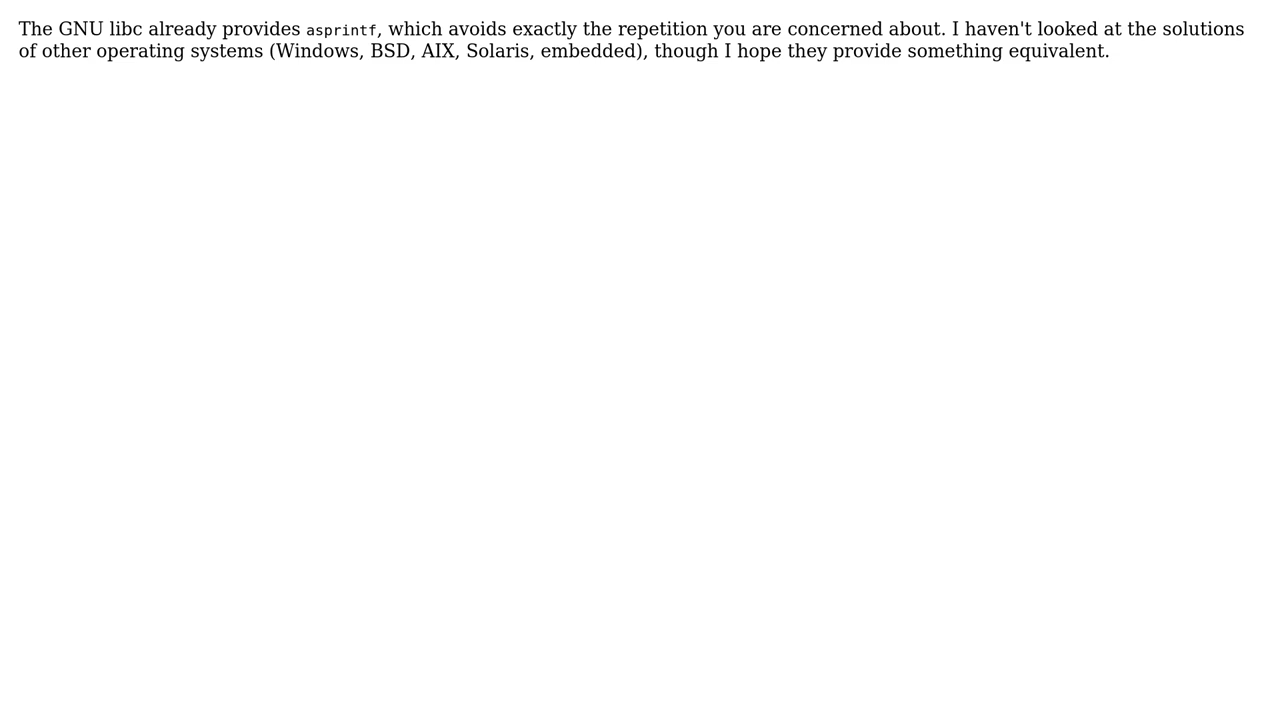 The GNU libc already provides asprintf, which avoids exactly the repetition you are concerned about. I haven't looked at the solutions
of other operating systems (Windows, BSD, AIX, Solaris, embedded), though I hope they provide something equivalent.